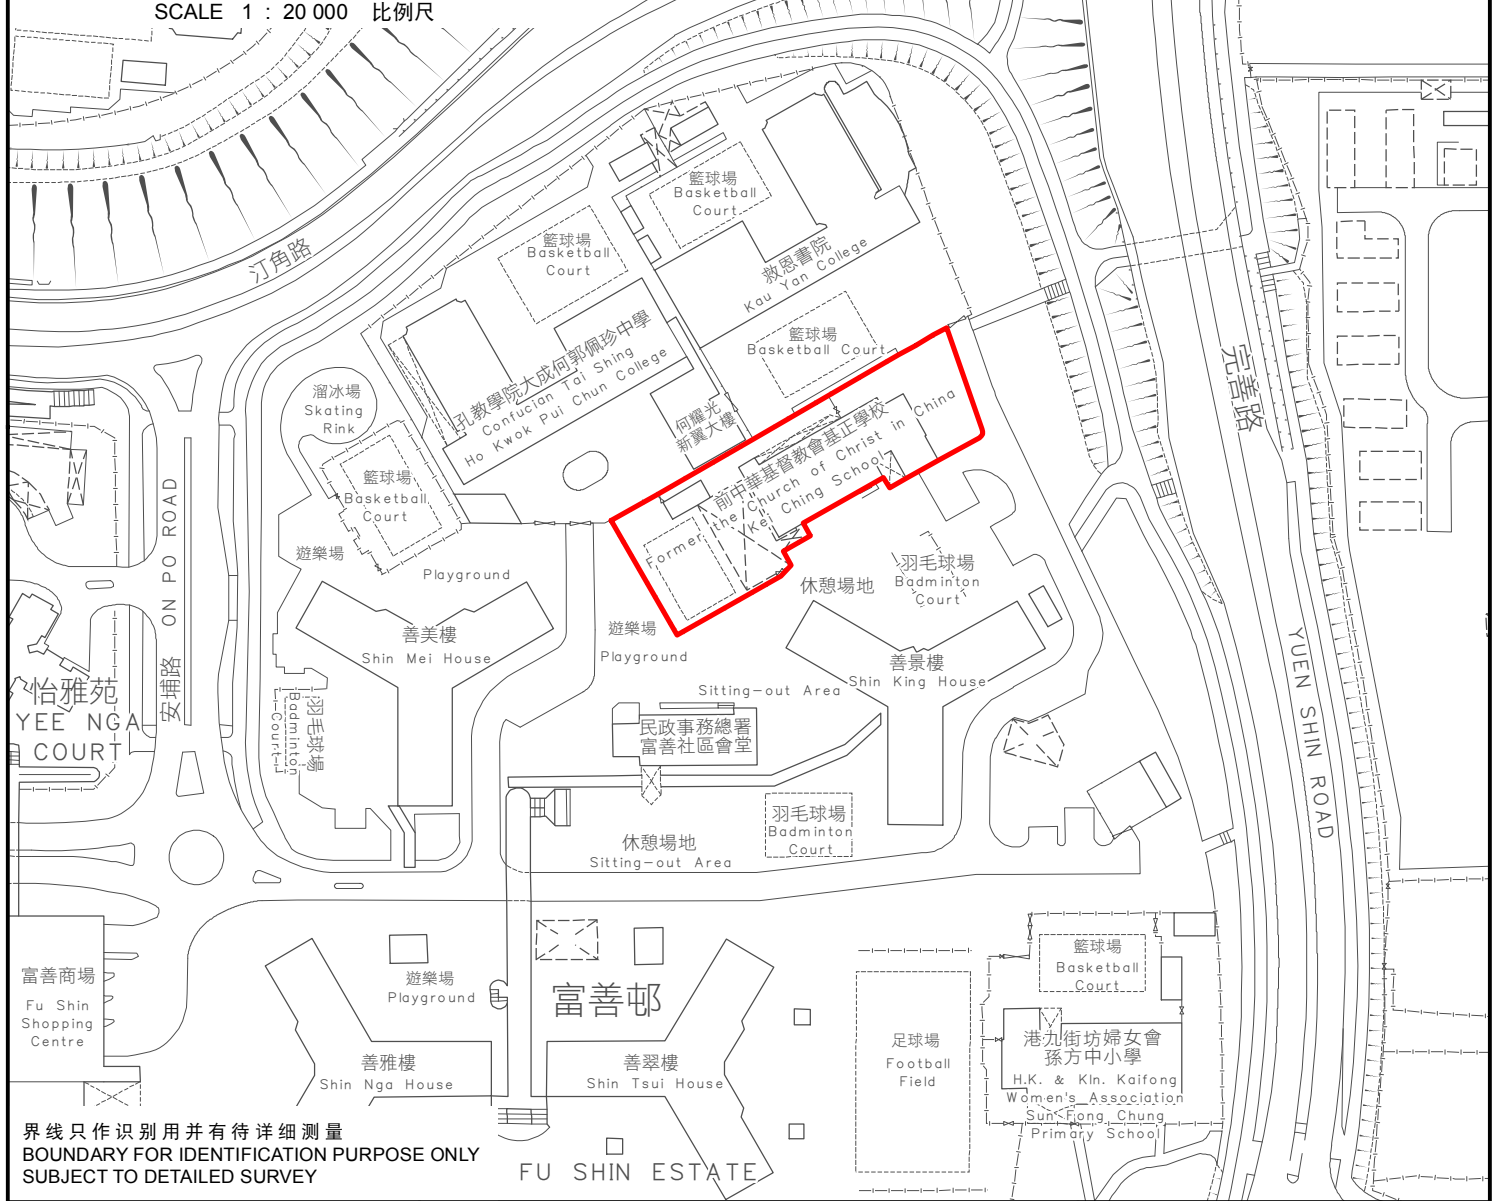 SCALE 1 : 20 000 比例尺
籃球場
Basketball
Court
籃球場
Basketball
Court
救恩書院
Kau Yan College
汀角路
孔教學院大成何郭佩珍中學
Confucian Tai Shing
Ho Kwok Pui Chun College
籃球場
Basketball Court
完善路
溜冰場
Skating
Rink
何耀光
新翼大樓
前中華基督教會基正學校
Former the Church of Christ in China
Kei Ching School
籃球場
Basketball
Court
安埔路 ON PO ROAD
遊樂場
Playground
羽毛球場
Badminton
Court
休憩場地
善美樓
Shin Mei House
遊樂場
Playground
善景樓
Shin King House
Sitting-out Area
YUEN SHIN ROAD
怡雅苑
YEE NGA
COURT
羽毛球場
Badminton
Court
民政事務總署
富善社區會堂
羽毛球場
Badminton
Court
休憩場地
Sitting-out Area
富善商場
Fu Shin
Shopping
Centre
遊樂場
Playground
富善邨
籃球場
Basketball
Court
足球場
Football
Field
港九街坊婦女會
孫方中小學
H.K. & Kln. Kaifong
Women's Association
Sun Fong Chung
Primary School
善雅樓
Shin Nga House
善翠樓
Shin Tsui House
界线只作识别用并有待详细测量
BOUNDARY FOR IDENTIFICATION PURPOSE ONLY
SUBJECT TO DETAILED SURVEY
FU SHIN ESTATE